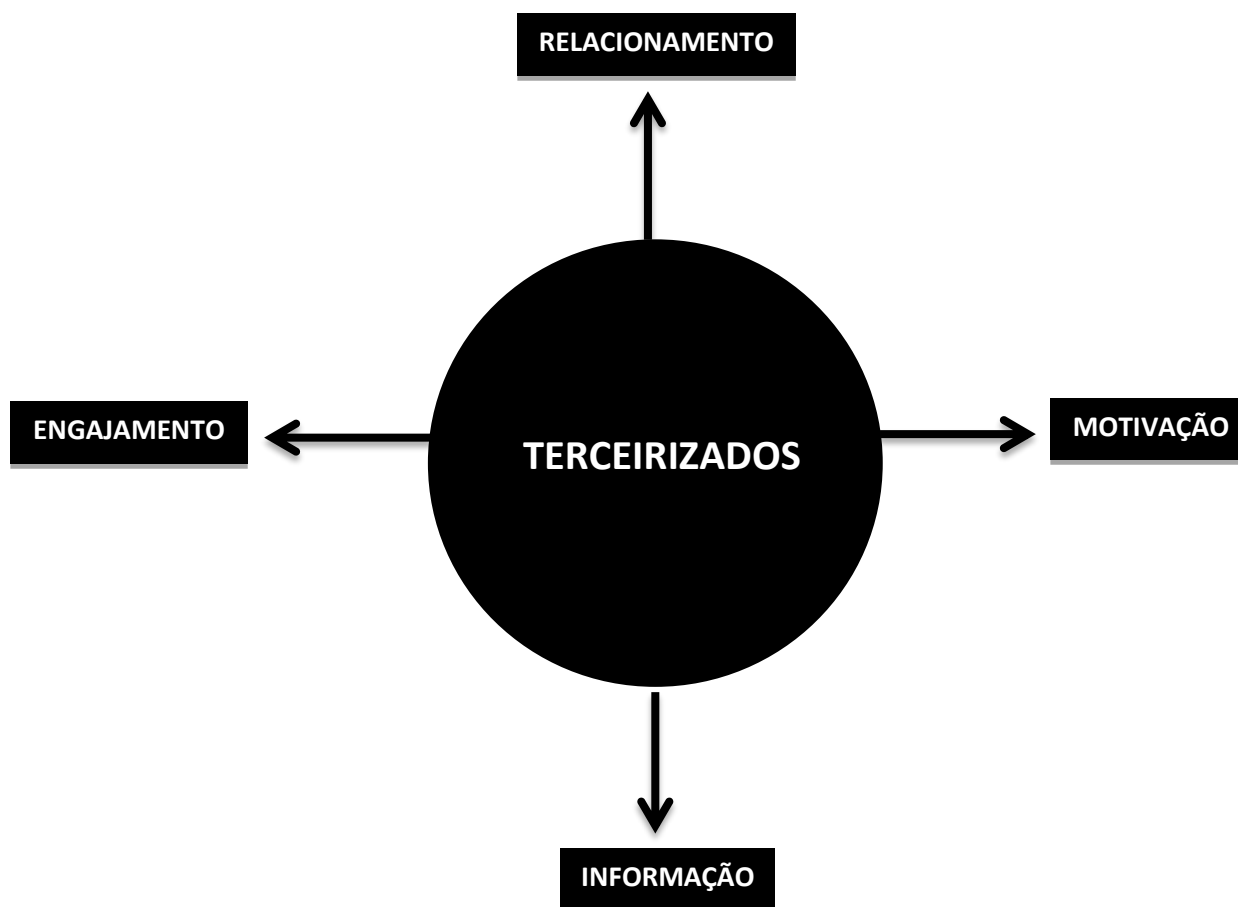 RELACIONAMENTO
ENGAJAMENTO
MOTIVAÇÃO
TERCEIRIZADOS
INFORMAÇÃO